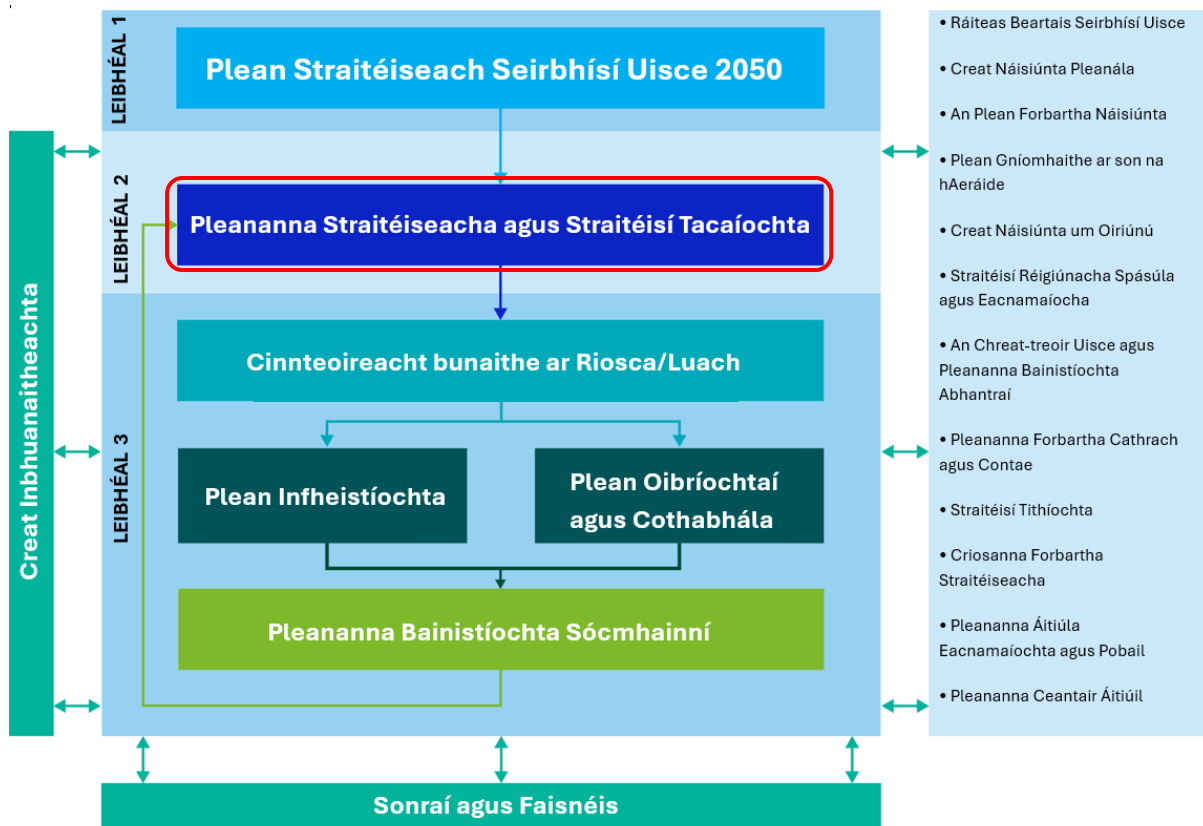 LEIBHÉAL 1
Plean Straitéiseach Seirbhísí Uisce 2050
LEIBHÉAL 2
Pleananna Straitéiseacha agus Straitéisí Tacaíochta
LEIBHÉAL 3
Cinnteoireacht bunaithe ar Riosca/Luach
Plean Infheistíochta
Plean Oibríochtaí
agus Cothabhála
Pleananna Bainistíochta Sócmhainní
Creat Inbhuanaitheachta
Sonraí agus Faisnéis
• Ráiteas Beartais Seirbhísí Uisce
• Creat Náisiúnta Pleanála
• An Plean Forbartha Náisiúnta
• Plean Gníomhaithe ar son na
hAeráide
• Creat Náisiúnta um Oiriúnú
• Straitéisí Réigiúnacha Spásúla
agus Eacnamaíocha
• An Chreat-treoir Uisce agus
Pleananna Bainistíochta
Abhantraí
• Pleananna Forbartha Cathrach
agus Contae
• Straitéisí Tithíochta
• Criosanna Forbartha
Straitéiseacha
• Pleananna Áitiúla
Eacnamaíochta agus Pobail
• Pleananna Ceantair Áitiúil